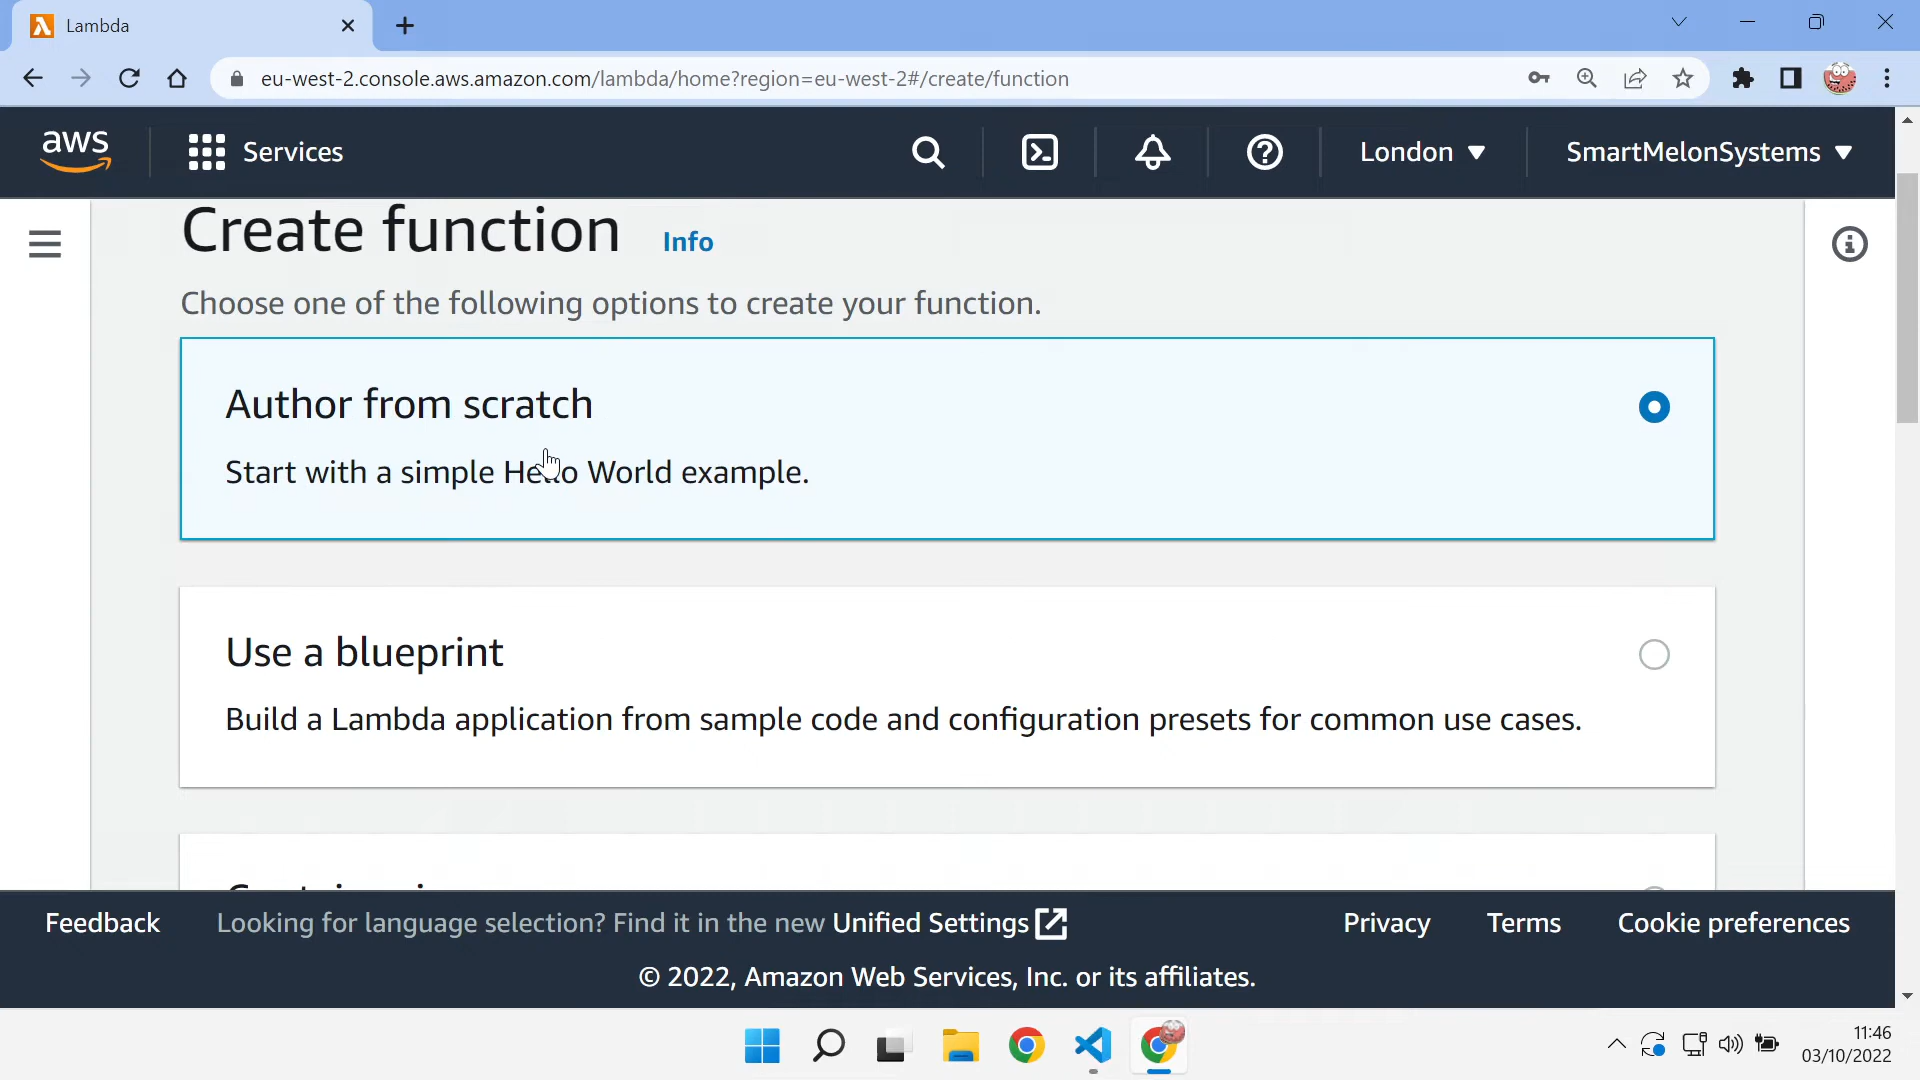 Lambda
eu-west-2.console.aws.amazon.com/lambda/home?region=eu-west-2#/create/function
aws
Services
London
SmartMelonSystems
Create function
Info
Choose one of the following options to create your function.
Author from scratch
Start with a simple Hello World example.
Use a blueprint
Build a Lambda application from sample code and configuration presets for common use cases.
Feedback
Looking for language selection? Find it in the new Unified Settings
Privacy
Terms
Cookie preferences
© 2022, Amazon Web Services, Inc. or its affiliates.
11:46
03/10/2022